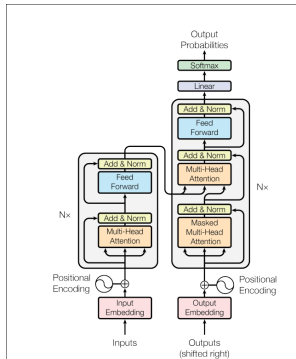 Output
Probabilities
Softmax
Linear
Add & Norm
Feed
Forward
Add & Norm
Multi-Head
Attention
Add & Norm
Masked
Multi-Head
Attention
N×
Add & Norm
Feed
Forward
Add & Norm
Multi-Head
Attention
N×
Positional
Encoding
Positional
Encoding
Input
Embedding
Output
Embedding
Inputs
Outputs
(shifted right)